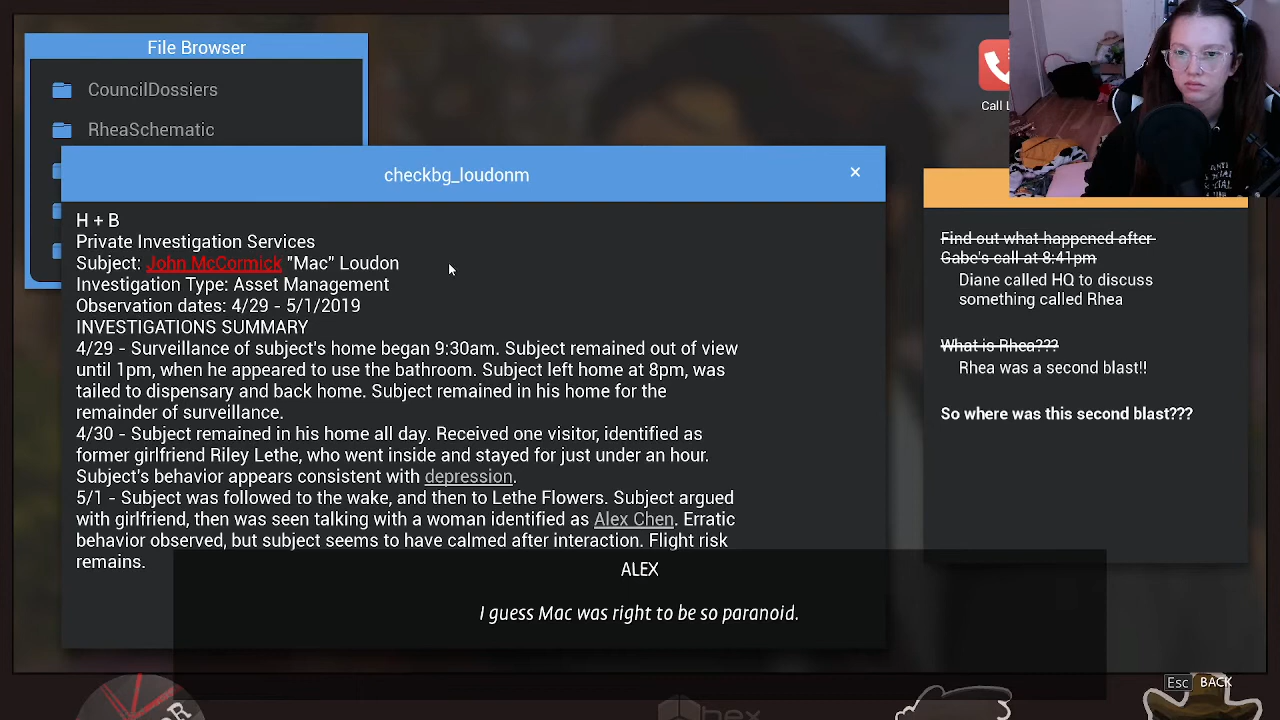 File Browser
CouncilDossiers
RheaSchematic
Call L
checkbg_loudonm
×
H + B
Private Investigation Services
Subject: John McCormick "Mac" Loudon
Investigation Type: Asset Management
Observation dates: 4/29 - 5/1/2019
INVESTIGATIONS SUMMARY
4/29 - Surveillance of subject's home began 9:30am. Subject remained out of view
until 1pm, when he appeared to use the bathroom. Subject left home at 8pm, was
tailed to dispensary and back home. Subject remained in his home for the
remainder of surveillance.
4/30 - Subject remained in his home all day. Received one visitor, identified as
former girlfriend Riley Lethe, who went inside and stayed for just under an hour.
Subject's behavior appears consistent with depression.
5/1 - Subject was followed to the wake, and then to Lethe Flowers. Subject argued
with girlfriend, then was seen talking with a woman identified as Alex Chen. Erratic
behavior observed, but subject seems to have calmed after interaction. Flight risk
remains.
Find out what happened after
Gabe's call at 8:41pm
Diane called HQ to discuss
something called Rhea
What is Rhea???
Rhea was a second blast!!
So where was this second blast???
ANTI
SOCIAL
SOCIAL
ALEX
I guess Mac was right to be so paranoid.
Esc BACK
hex